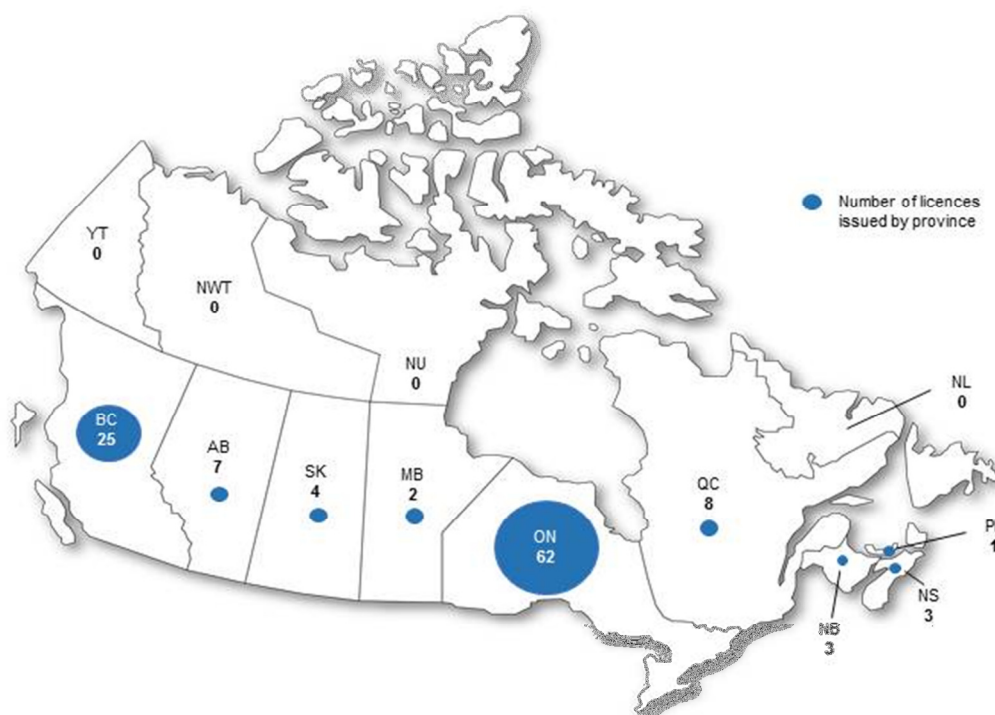 Number of licences
issued by province
YT
0
NWT
0
NU
0
NL
0
BC
25
AB
7
SK
4
MB
2
ON
62
QC
8
P
1
NS
3
NB
3